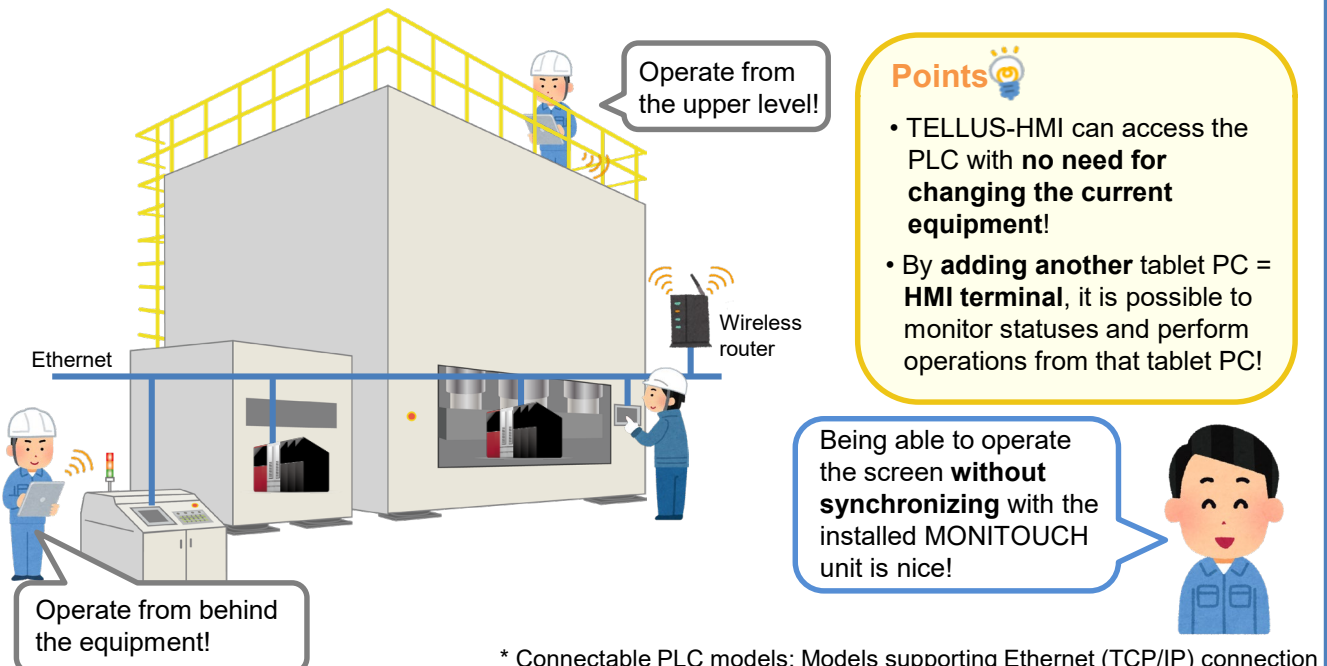 Operate from
the upper level!
Points
• TELLUS-HMI can access the
PLC with no need for
changing the current
equipment!
• By adding another tablet PC =
HMI terminal, it is possible to
monitor statuses and perform
operations from that tablet PC!
Wireless
router
Ethernet
Being able to operate
the screen without
synchronizing with the
installed MONITOUCH
unit is nice!
Operate from behind
the equipment!
* Connectable PLC models: Models supporting Ethernet (TCP/IP) connection